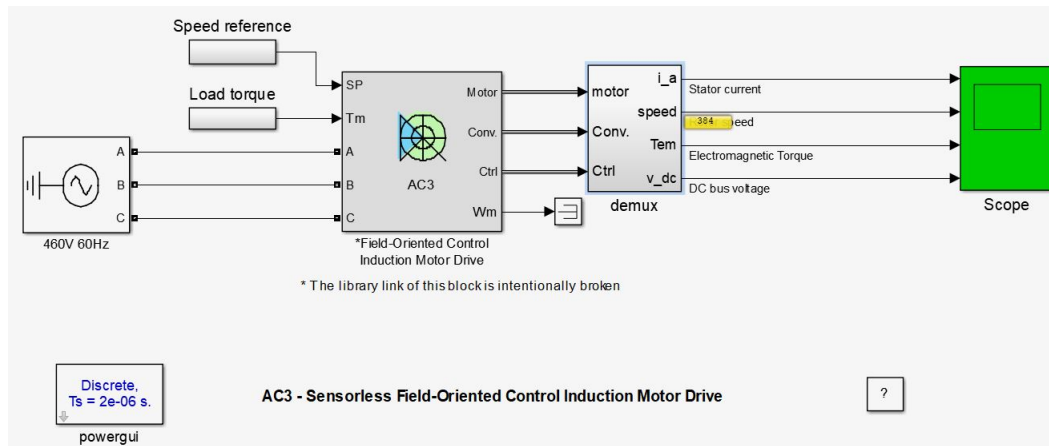 Speed reference
SP
Load torque
Tm
A
B
C
460V 60Hz
A
B
C
AC3
Motor
Conv.
Ctrl
Wm
*Field-Oriented Control
Induction Motor Drive
* The library link of this block is intentionally broken
motor
Conv.
Ctrl
i_a
speed
Tem
v_dc
demux
Stator current
384
Electromagnetic Torque
DC bus voltage
Scope
Discrete,
Ts = 2e-06 s.
powergui
AC3 - Sensorless Field-Oriented Control Induction Motor Drive
?